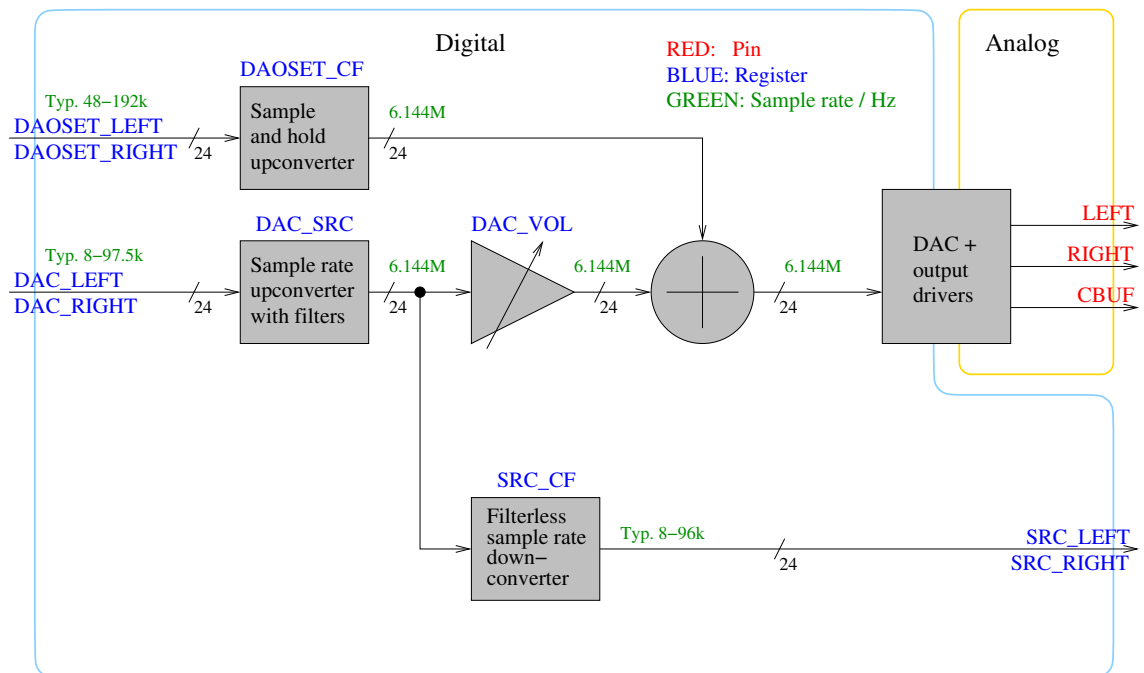 Digital
Analog
RED: Pin
BLUE: Register
GREEN: Sample rate / Hz
DAOSET_CF
Typ. 48−192k
DAOSET_LEFT
DAOSET_RIGHT
24
Sample
and hold
upconverter
6.144M
24
DAC_SRC
Typ. 8−97.5k
DAC_LEFT
DAC_RIGHT
24
Sample rate
upconverter
with filters
6.144M
24
DAC_VOL
6.144M
24
6.144M
24
DAC +
output
drivers
LEFT
RIGHT
CBUF
SRC_CF
Filterless
sample rate
down−
converter
Typ. 8−96k
24
SRC_LEFT
SRC_RIGHT